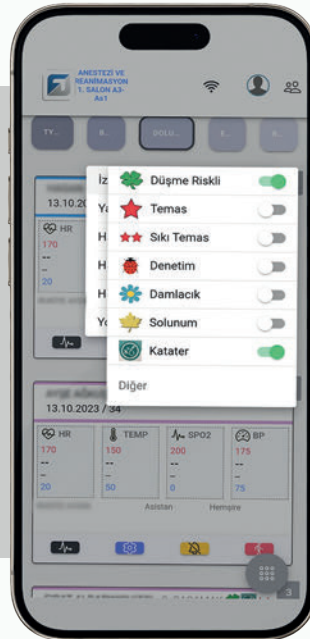 ANESTEZİ VE
REANİMASYON
1. SALON A3-
As1
TY...
DOLU...
İz
Düşme Riskli
13.10.20
Ya
Temas
HR
H
Sıkı Temas
170
--
--
20
H
Denetim
H
Damlacık
Yo
Solunum
Katater
Diğer
13.10.2023 / 34
HR
TEMP
SPO2
BP
170
150
200
175
--
--
--
--
--
--
--
--
20
50
0
75
Asistan
Hemşire
3